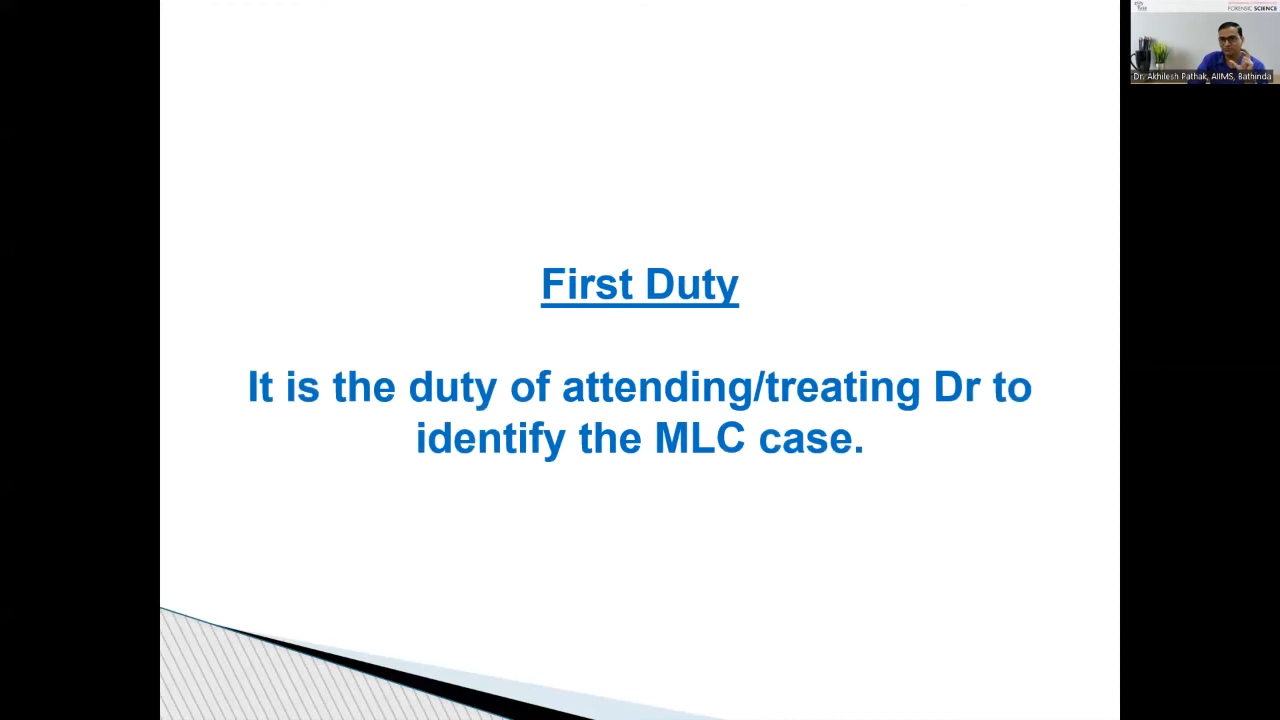 First Duty
It is the duty of attending/treating Dr to
identify the MLC case.
FORENSIC SCIENCE
Dr. Akhilesh Pathak, AIIMS, Bathinda